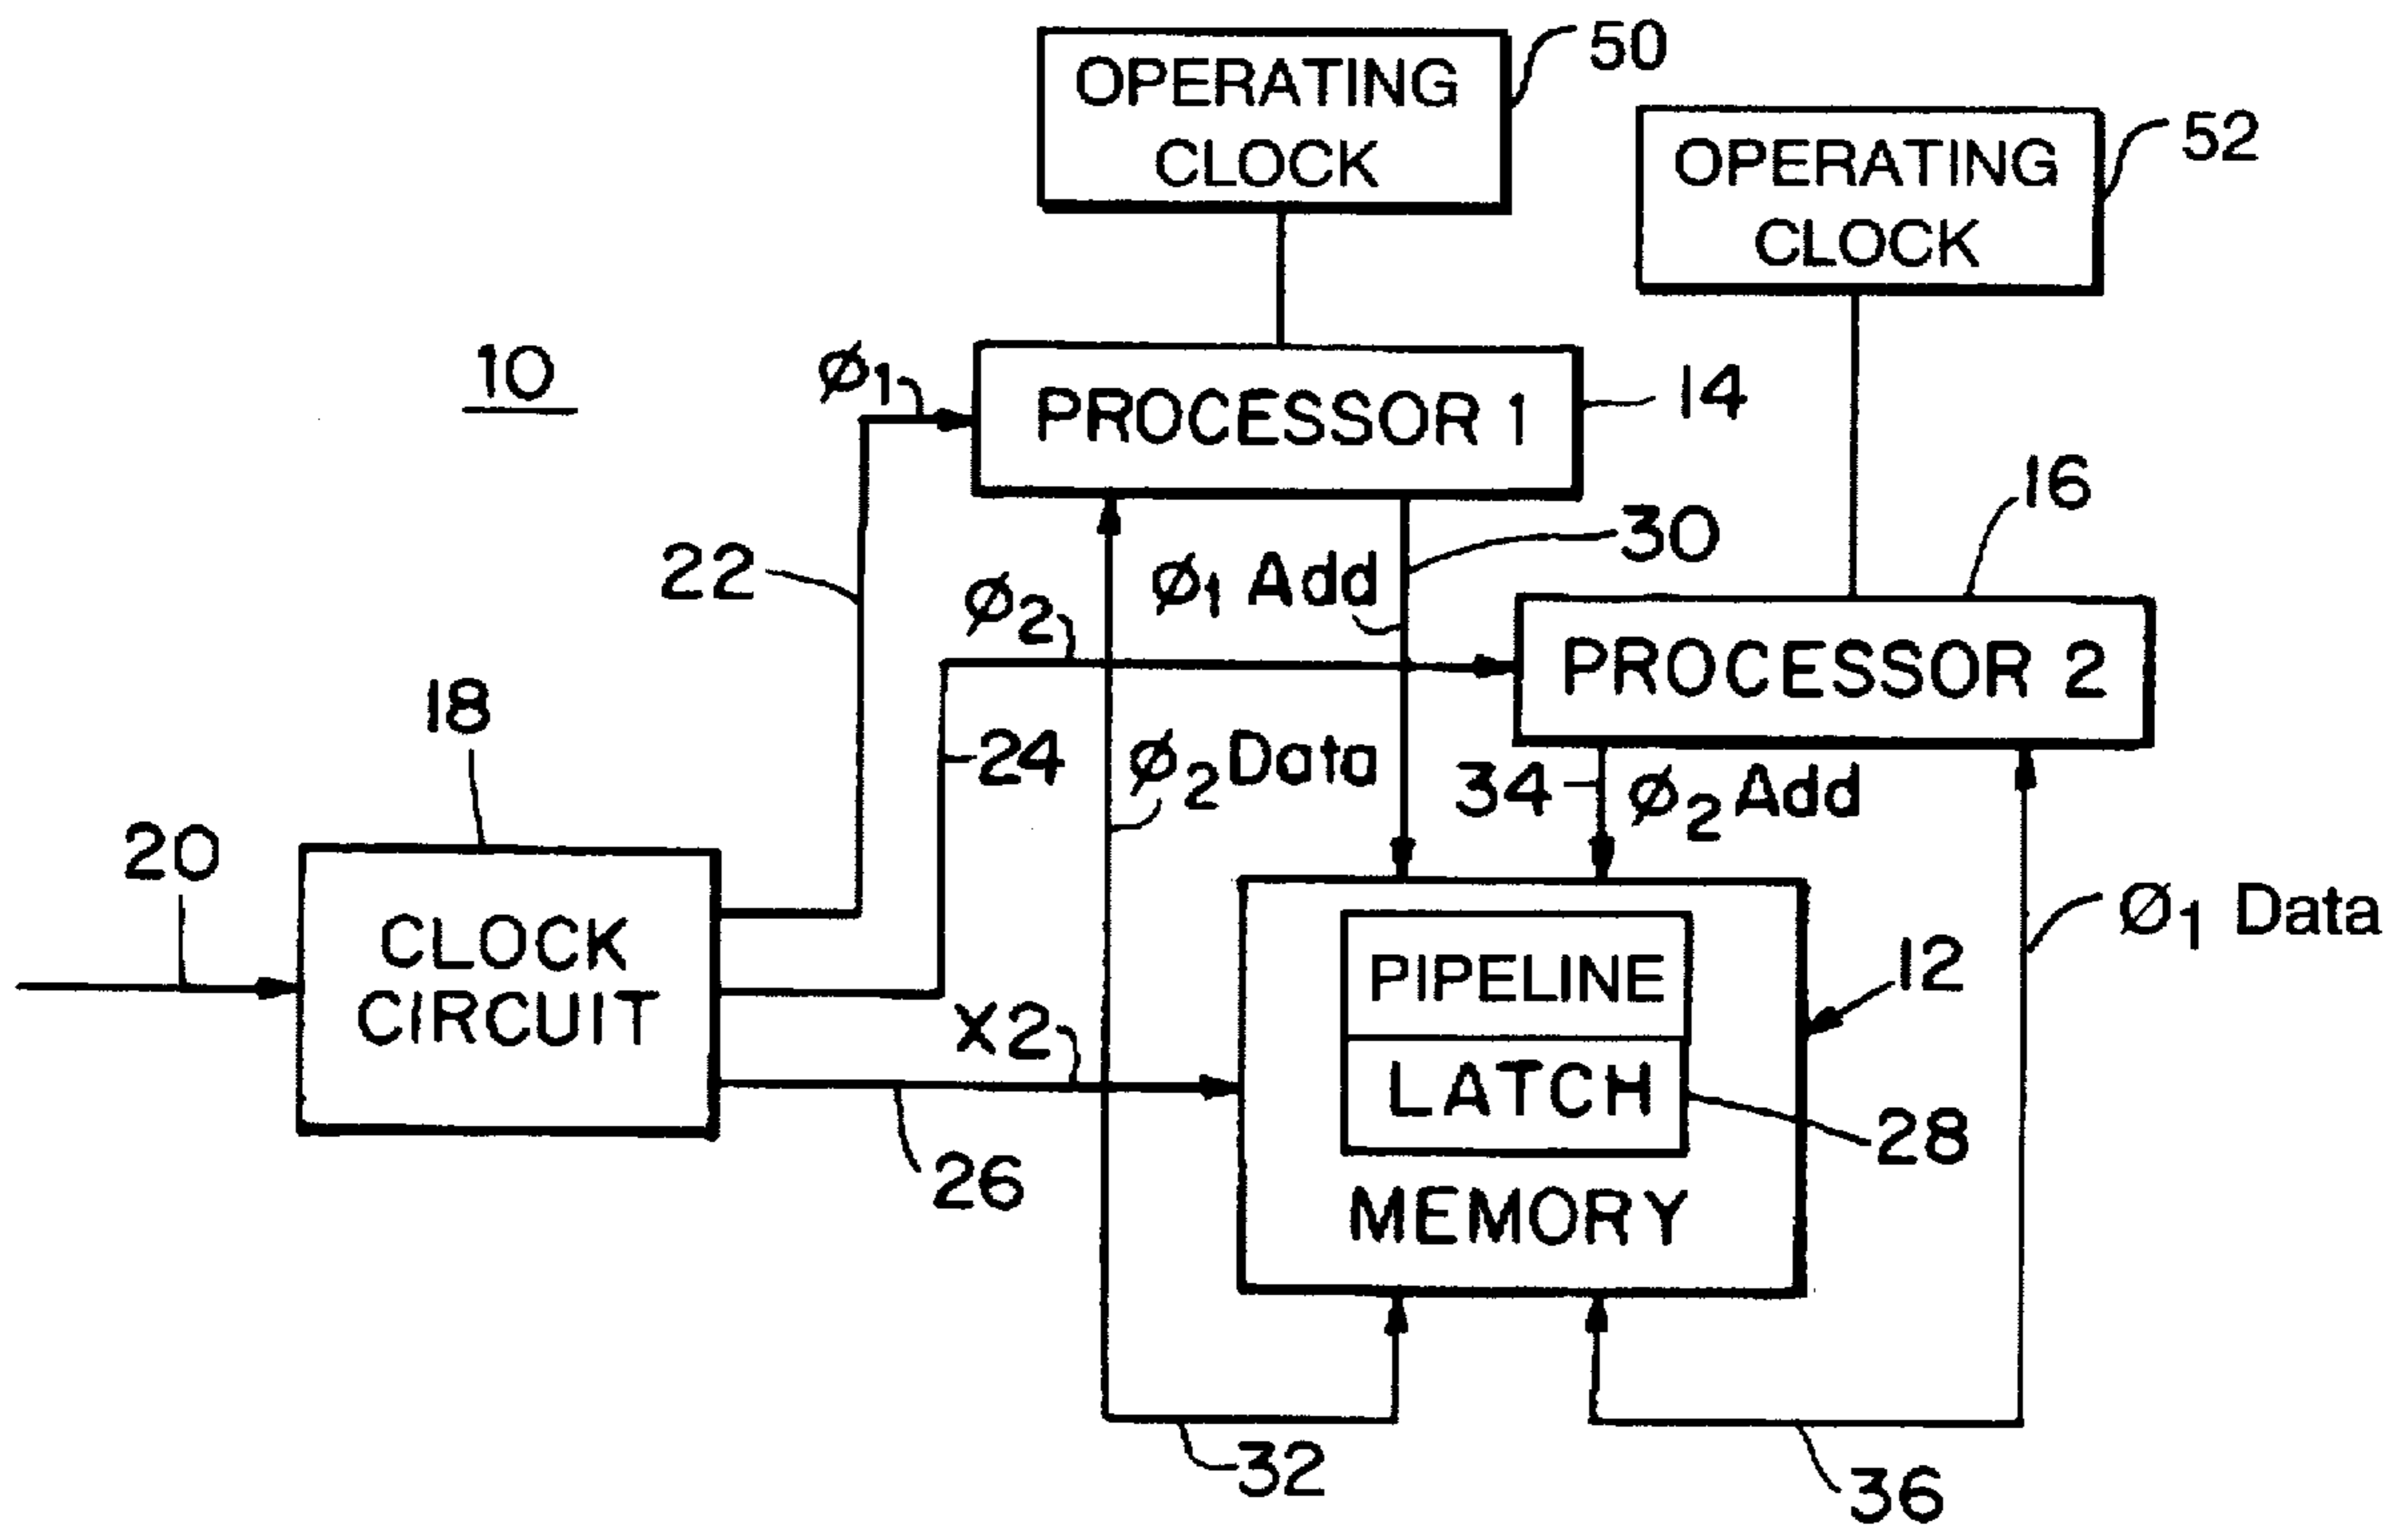 50
OPERATING
CLOCK
52
OPERATING
CLOCK
10
ø1
PROCESSOR 1
14
16
22
ø1 Add
30
ø2
PROCESSOR 2
18
24
ø2 Data
34
ø2 Add
20
CLOCK
CIRCUIT
Ø1 Data
PIPELINE
12
X2
LATCH
28
26
MEMORY
32
36